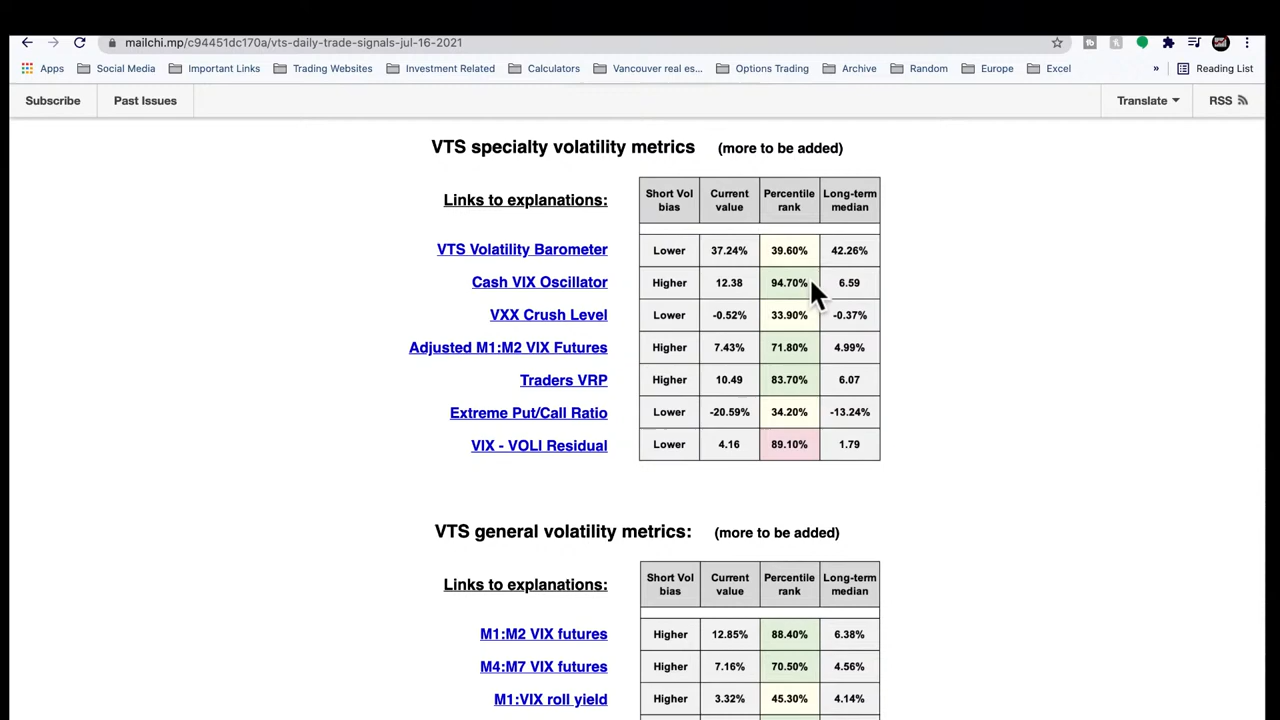 mailchi.mp/c94451dc170a/vts-daily-trade-signals-jul-16-2021
Apps Social Media Important Links Trading Websites Investment Related Calculators Vancouver real es... Options Trading Archive Random Europe Excel » Reading List
Subscribe Past Issues Translate RSS
VTS specialty volatility metrics (more to be added)
Links to explanations: Short Vol bias Current value Percentile rank Long-term median
VTS Volatility Barometer Lower 37.24% 39.60% 42.26%
Cash VIX Oscillator Higher 12.38 94.70% 6.59
VXX Crush Level Lower -0.52% 33.90% -0.37%
Adjusted M1:M2 VIX Futures Higher 7.43% 71.80% 4.99%
Traders VRP Higher 10.49 83.70% 6.07
Extreme Put/Call Ratio Lower -20.59% 34.20% -13.24%
VIX - VOLI Residual Lower 4.16 89.10% 1.79
VTS general volatility metrics: (more to be added)
Links to explanations: Short Vol bias Current value Percentile rank Long-term median
M1:M2 VIX futures Higher 12.85% 88.40% 6.38%
M4:M7 VIX futures Higher 7.16% 70.50% 4.56%
M1:VIX roll yield Higher 3.32% 45.30% 4.14%